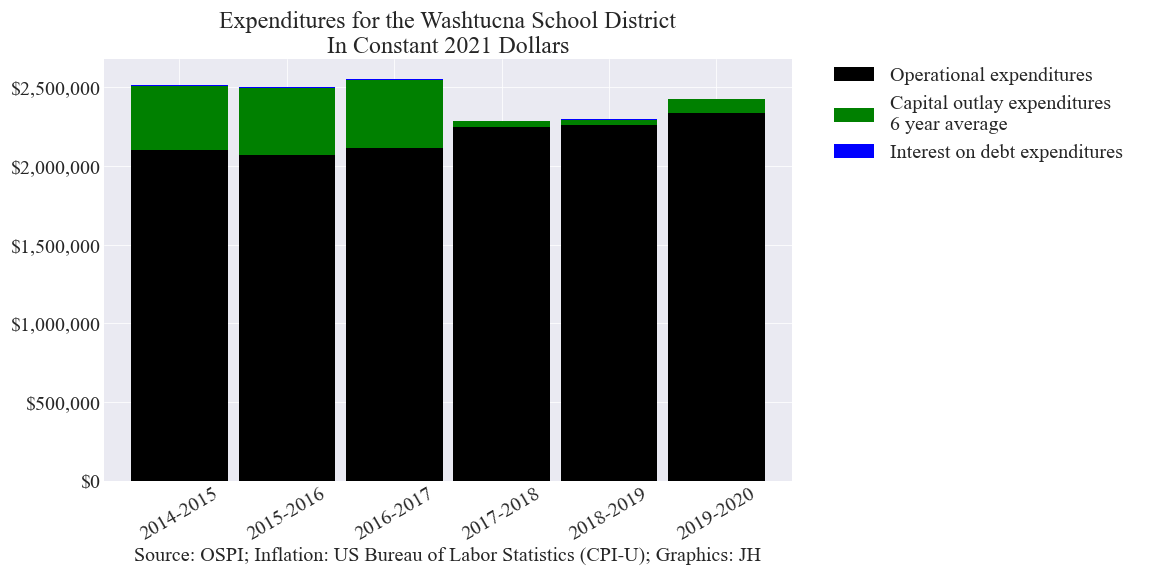 Expenditures for the Washtucna School District
In Constant 2021 Dollars
$2,500,000
$2,000,000
$1,500,000
$1,000,000
$500,000
$0
2014-2015
2015-2016
2016-2017
2017-2018
2018-2019
2019-2020
Source: OSPI; Inflation: US Bureau of Labor Statistics (CPI-U); Graphics: JH
Operational expenditures
Capital outlay expenditures
6 year average
Interest on debt expenditures